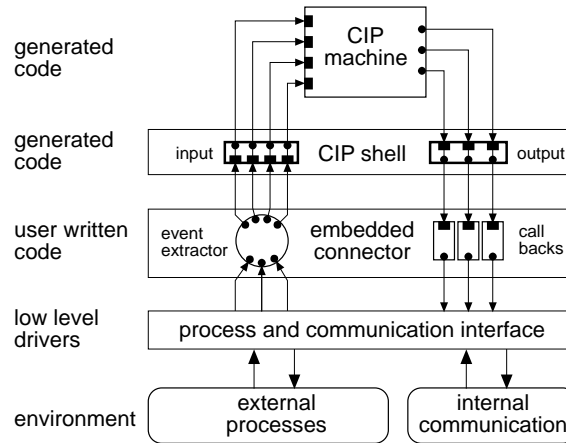 generated
code
CIP
machine
generated
code
input
CIP shell
output
user written
code
event
extractor
embedded
connector
call
backs
low level
drivers
process and communication interface
environment
external
processes
internal
communication